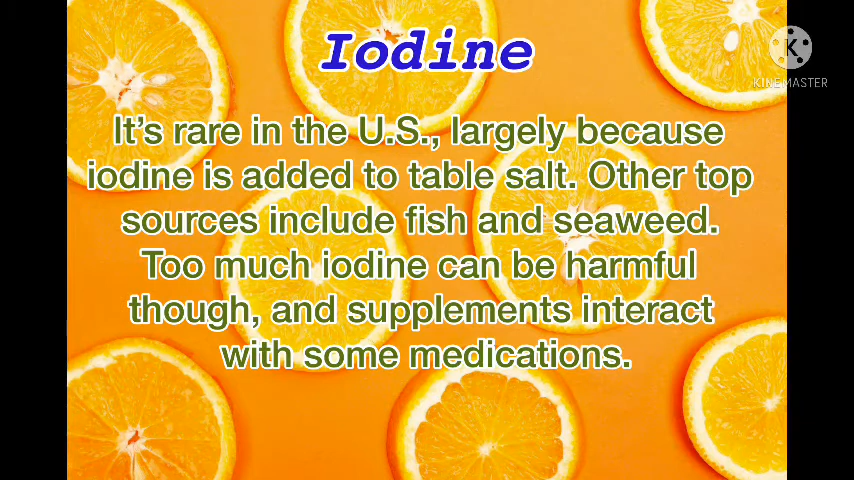 Iodine
K
KINEMASTER
It's rare in the U.S., largely because
iodine is added to table salt. Other top
sources include fish and seaweed.
Too much iodine can be harmful
though, and supplements interact
with some medications.